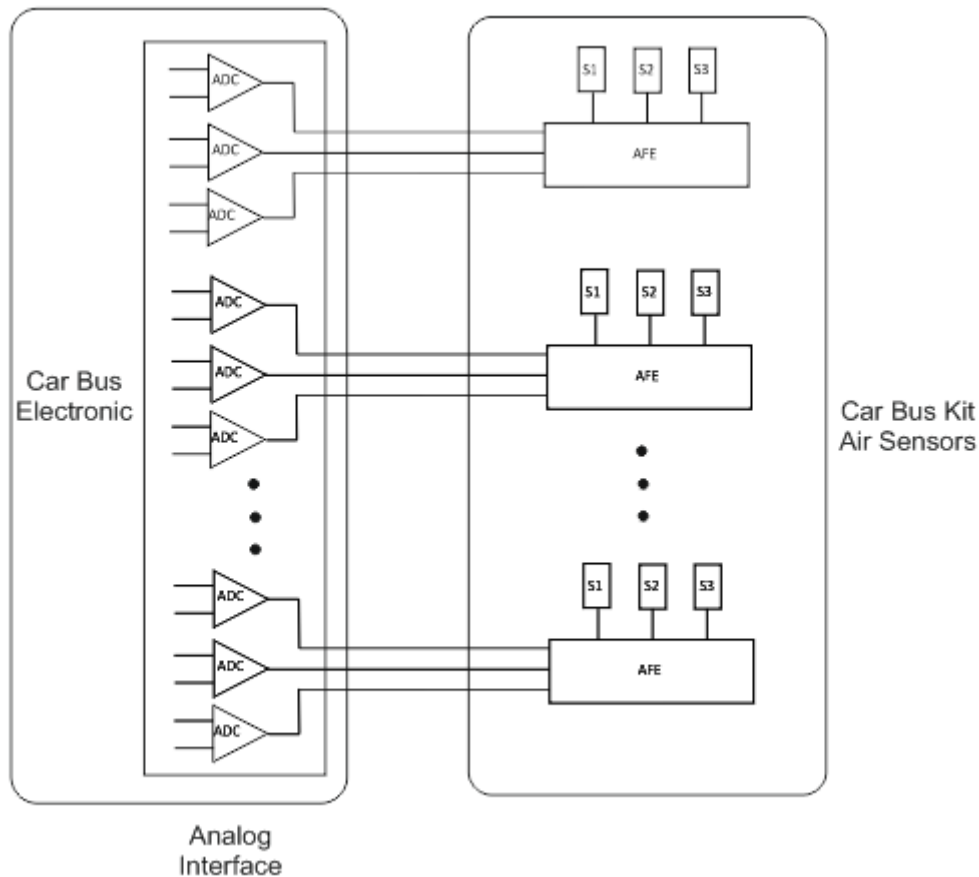 ADC
ADC
ADC
S1 S2 S3
AFE
ADC
ADC
ADC
S1 S2 S3
AFE
Car Bus
Electronic
Car Bus Kit
Air Sensors
ADC
ADC
ADC
S1 S2 S3
AFE
Analog
Interface